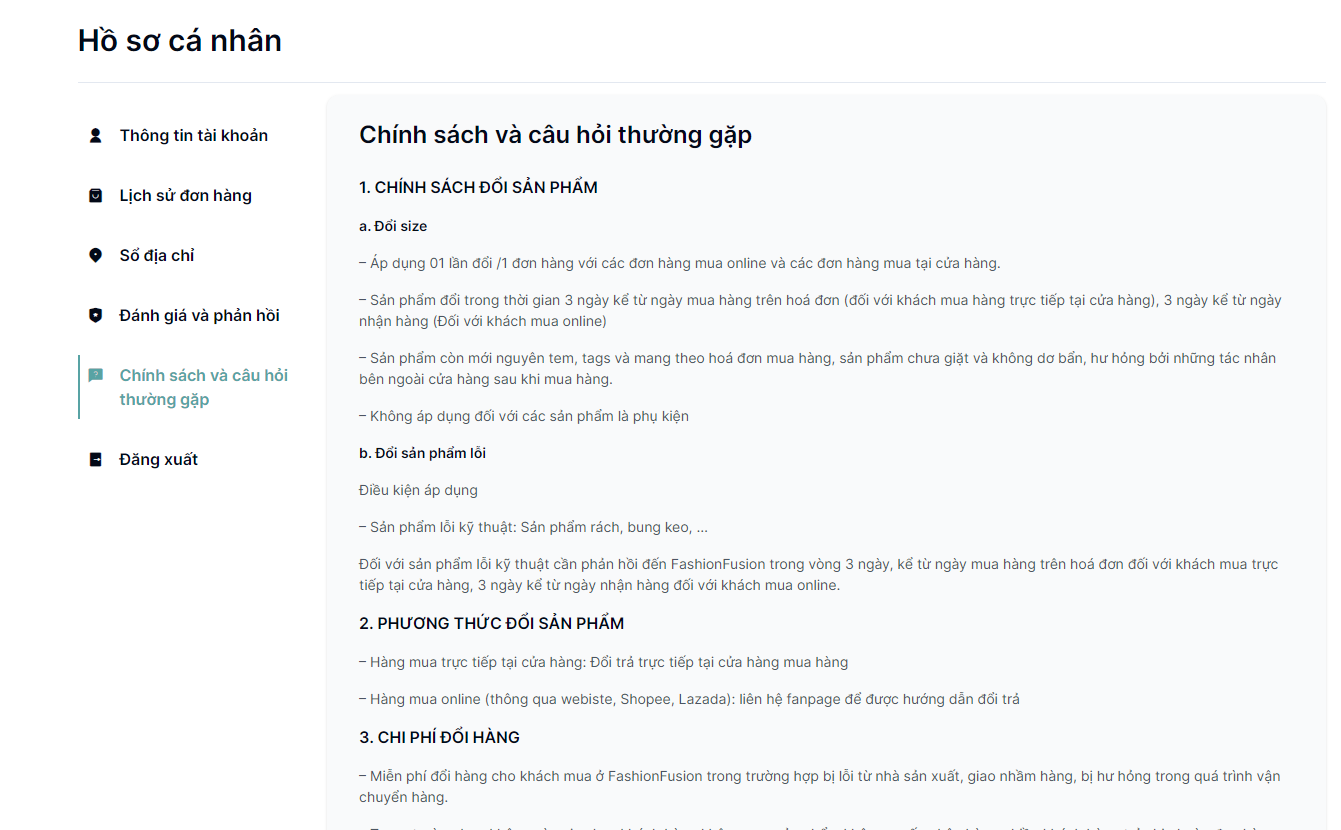 Hồ sơ cá nhân
Thông tin tài khoản
Lịch sử đơn hàng
Sổ địa chỉ
Đánh giá và phản hồi
Chính sách và câu hỏi
thường gặp
Đăng xuất
Chính sách và câu hỏi thường gặp
1. CHÍNH SÁCH ĐỔI SẢN PHẨM
a. Đổi size
– Áp dụng 01 lần đổi /1 đơn hàng với các đơn hàng mua online và các đơn hàng mua tại cửa hàng.
– Sản phẩm đổi trong thời gian 3 ngày kể từ ngày mua hàng trên hoá đơn (đối với khách mua hàng trực tiếp tại cửa hàng), 3 ngày kể từ ngày
nhận hàng (Đối với khách mua online)
– Sản phẩm còn mới nguyên tem, tags và mang theo hoá đơn mua hàng, sản phẩm chưa giặt và không dơ bẩn, hư hỏng bởi những tác nhân
bên ngoài cửa hàng sau khi mua hàng.
– Không áp dụng đối với các sản phẩm là phụ kiện
b. Đổi sản phẩm lỗi
Điều kiện áp dụng
– Sản phẩm lỗi kỹ thuật: Sản phẩm rách, bung keo, …
Đối với sản phẩm lỗi kỹ thuật cần phản hồi đến FashionFusion trong vòng 3 ngày, kể từ ngày mua hàng trên hoá đơn đối với khách mua trực
tiếp tại cửa hàng, 3 ngày kể từ ngày nhận hàng đối với khách mua online.
2. PHƯƠNG THỨC ĐỔI SẢN PHẨM
– Hàng mua trực tiếp tại cửa hàng: Đổi trả trực tiếp tại cửa hàng mua hàng
– Hàng mua online (thông qua webiste, Shopee, Lazada): liên hệ fanpage để được hướng dẫn đổi trả
3. CHI PHÍ ĐỔI HÀNG
– Miễn phí đổi hàng cho khách mua ở FashionFusion trong trường hợp bị lỗi từ nhà sản xuất, giao nhầm hàng, bị hư hỏng trong quá trình vận
chuyển hàng.